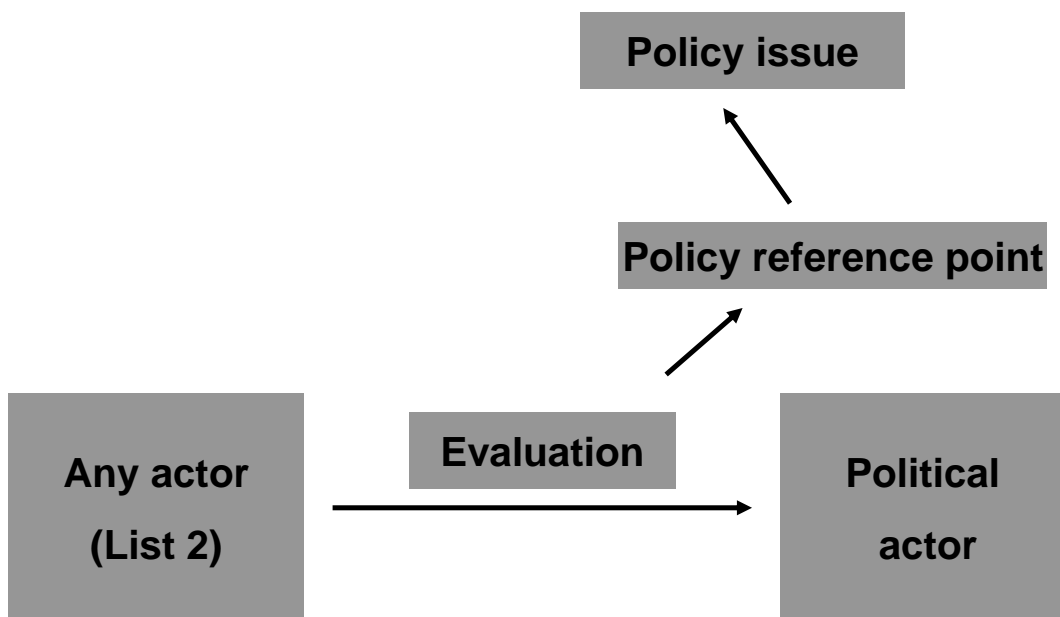 Policy issue
Policy reference point
Evaluation
Any actor
(List 2)
Political
actor